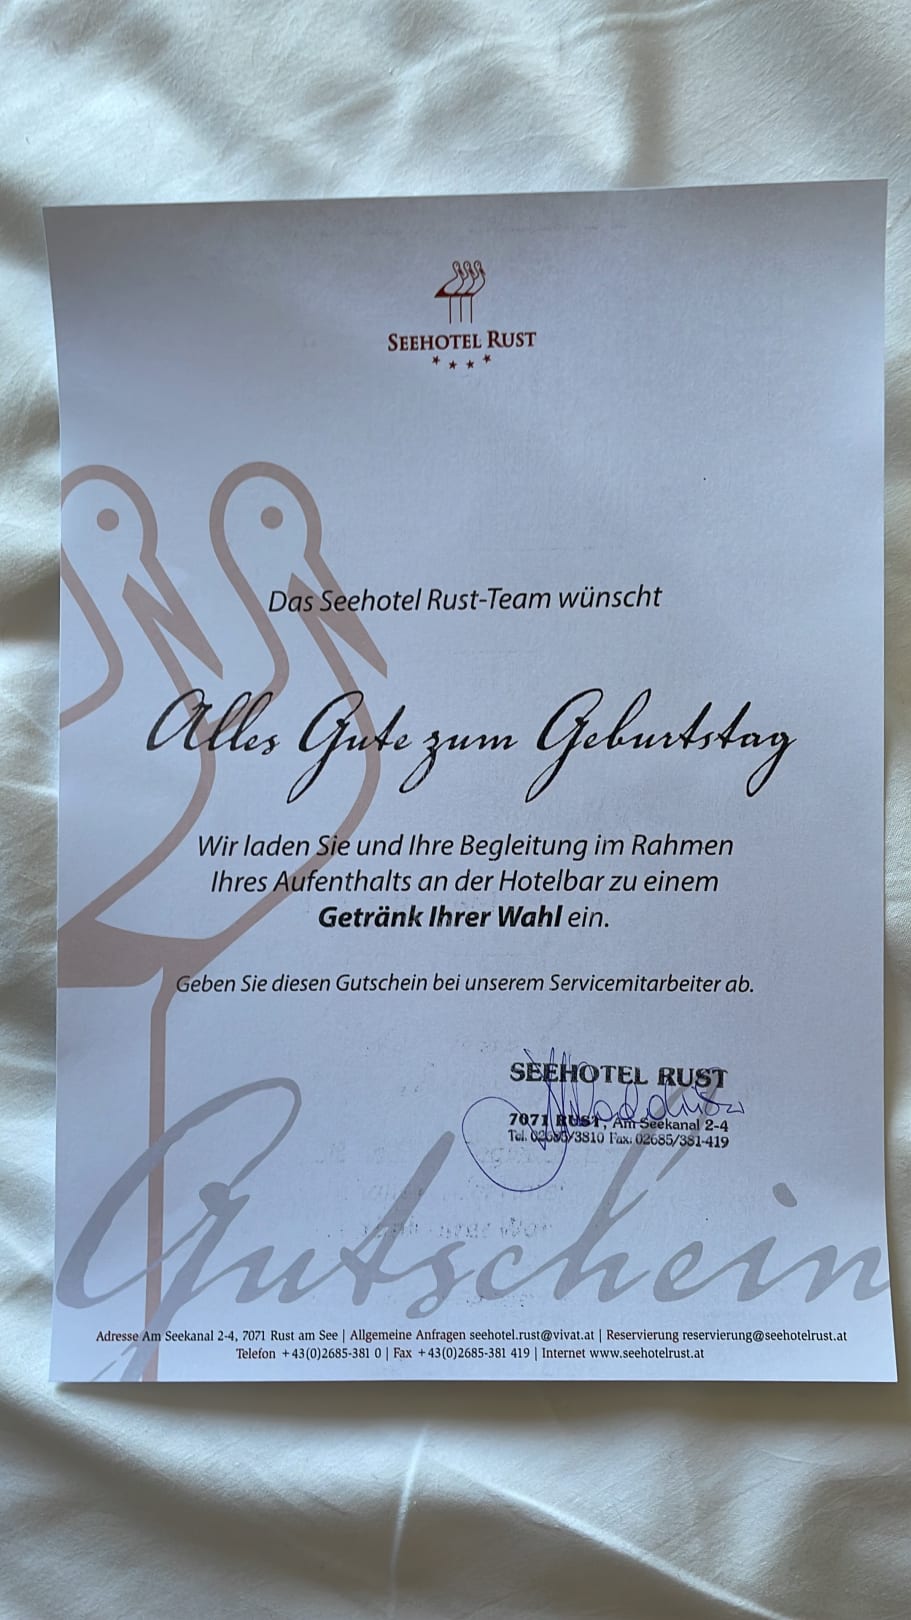 SEEHOTEL RUST
Das Seehotel Rust-Team wünscht
Alles Gute zum Geburtstag
Wir laden Sie und Ihre Begleitung im Rahmen
Ihres Aufenthalts an der Hotelbar zu einem
Getränk Ihrer Wahl ein.
Geben Sie diesen Gutschein bei unserem Servicemitarbeiter ab.
SEEHOTEL RUST
7071 RUST, Am Seekanal 2-4
Tel. 02685/3810 Fax. 02685/381-419
Gutschein
Adresse Am Seekanal 2-4, 7071 Rust am See | Allgemeine Anfragen seehotel.rust@vivat.at | Reservierung reservierung@seehotelrust.at
Telefon +43(0)2685-381 0 | Fax +43(0)2685-381 419 | Internet www.seehotelrust.at